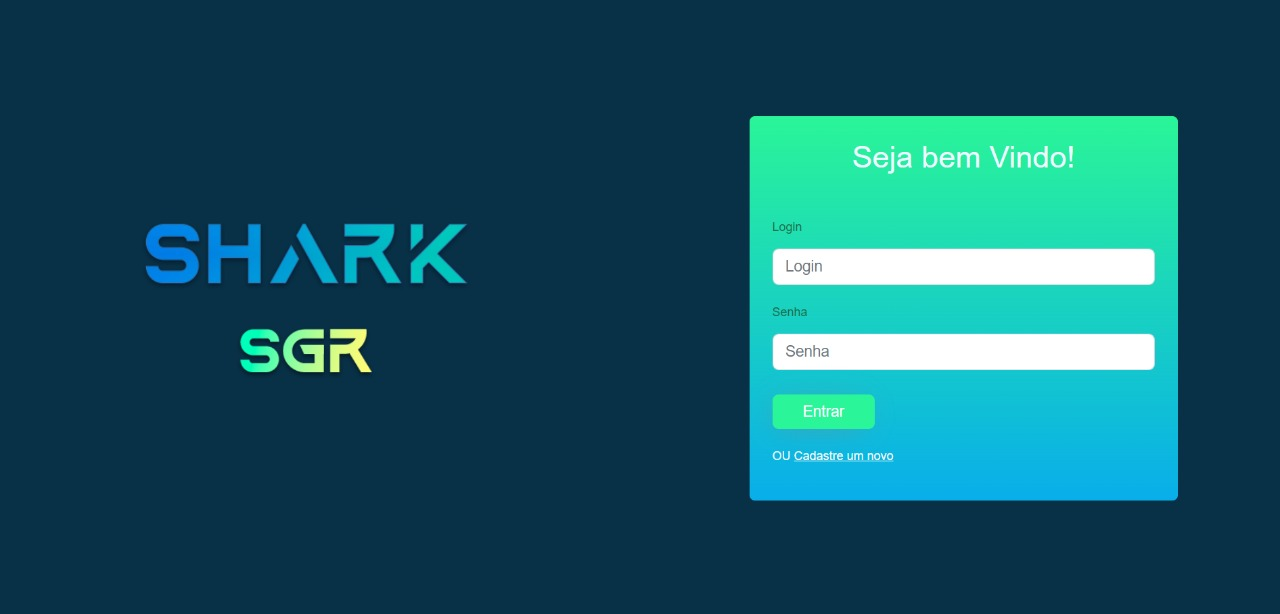 SHARK
SGR
Seja bem Vindo!
Login
Login
Senha
Senha
Entrar
OU Cadastre um novo